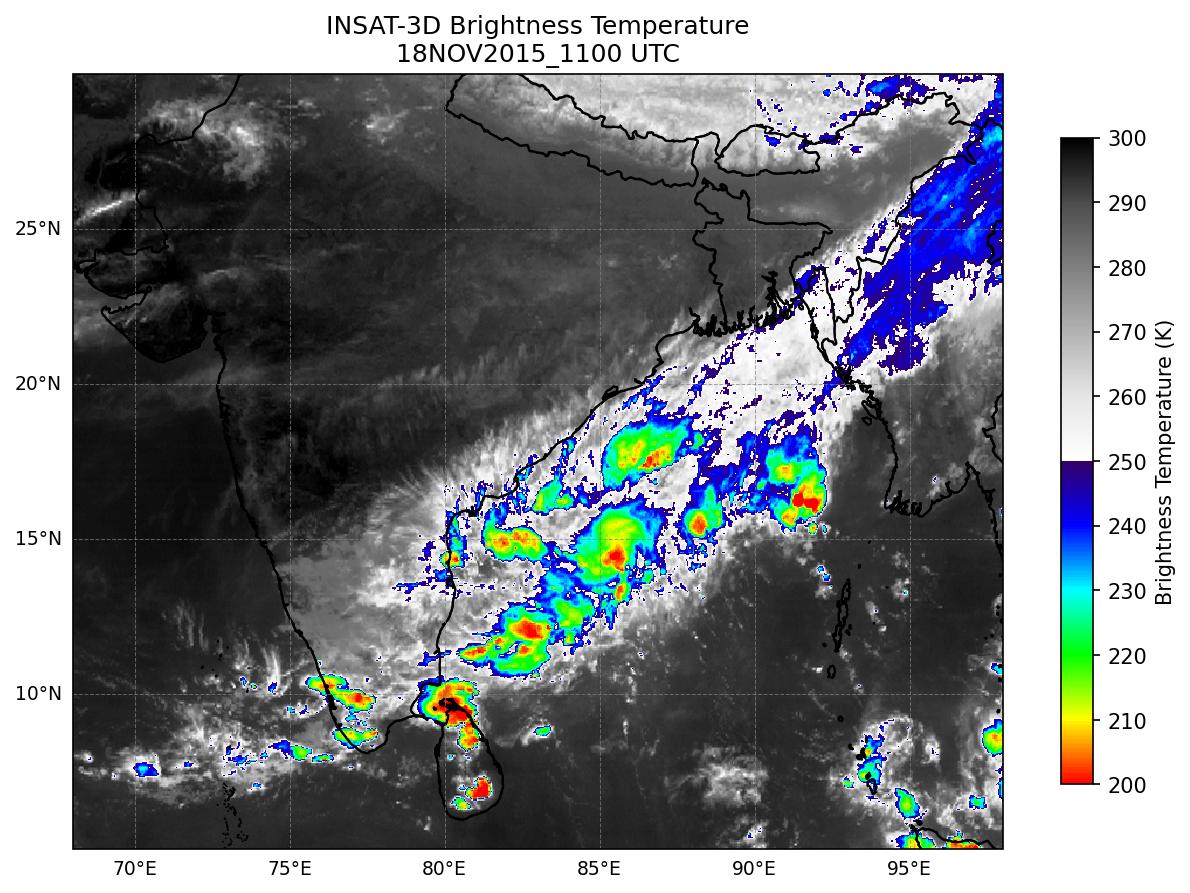 INSAT-3D Brightness Temperature
18NOV2015_1100 UTC
25°N
20°N
15°N
10°N
70°E
75°E
80°E
85°E
90°E
95°E
300
290
280
270
260
250
240
230
220
210
200
Brightness Temperature (K)